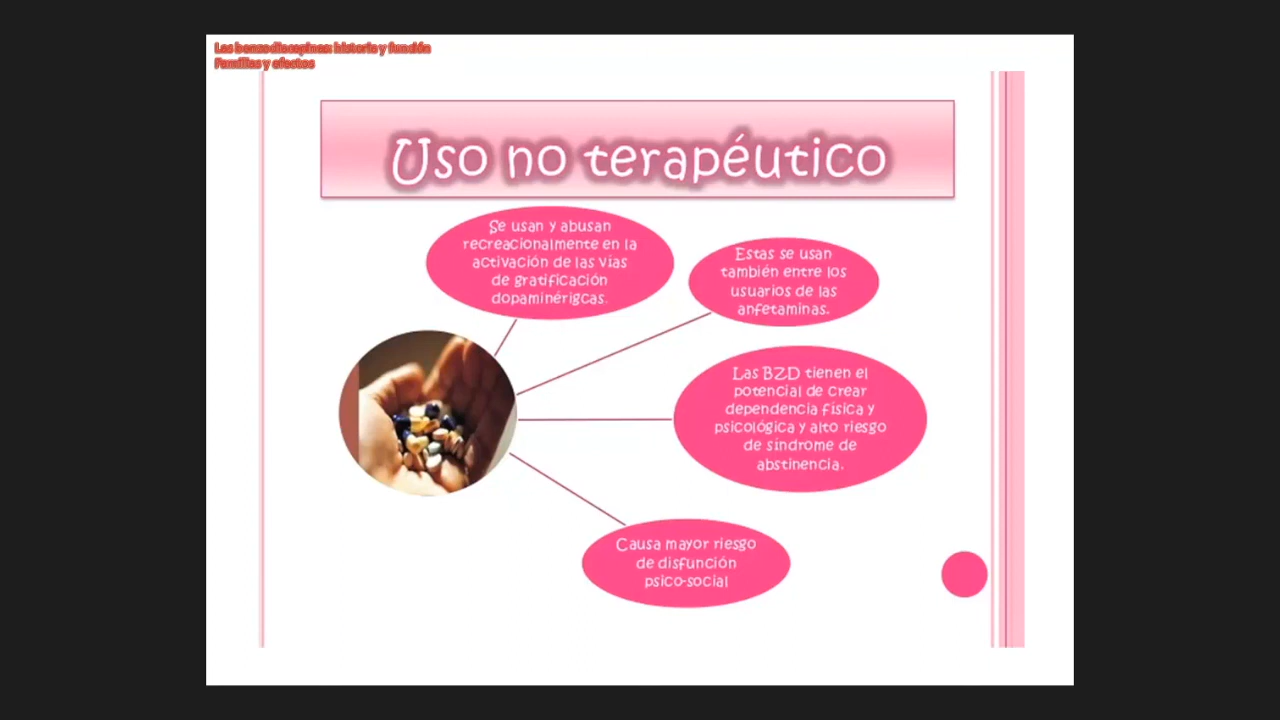 Las benzodiacepinas: historia y función
Familias y efectos
Uso no terapéutico
Se usan y abusan
recreacionalmente en la
activación de las vías
de gratificación
dopaminérigcas.
Estas se usan
también entre los
usuarios de las
anfetaminas.
Las BZD tienen el
potencial de crear
dependencia física y
psicológica y alto riesgo
de síndrome de
abstinencia.
Causa mayor riesgo
de disfunción
psico-social